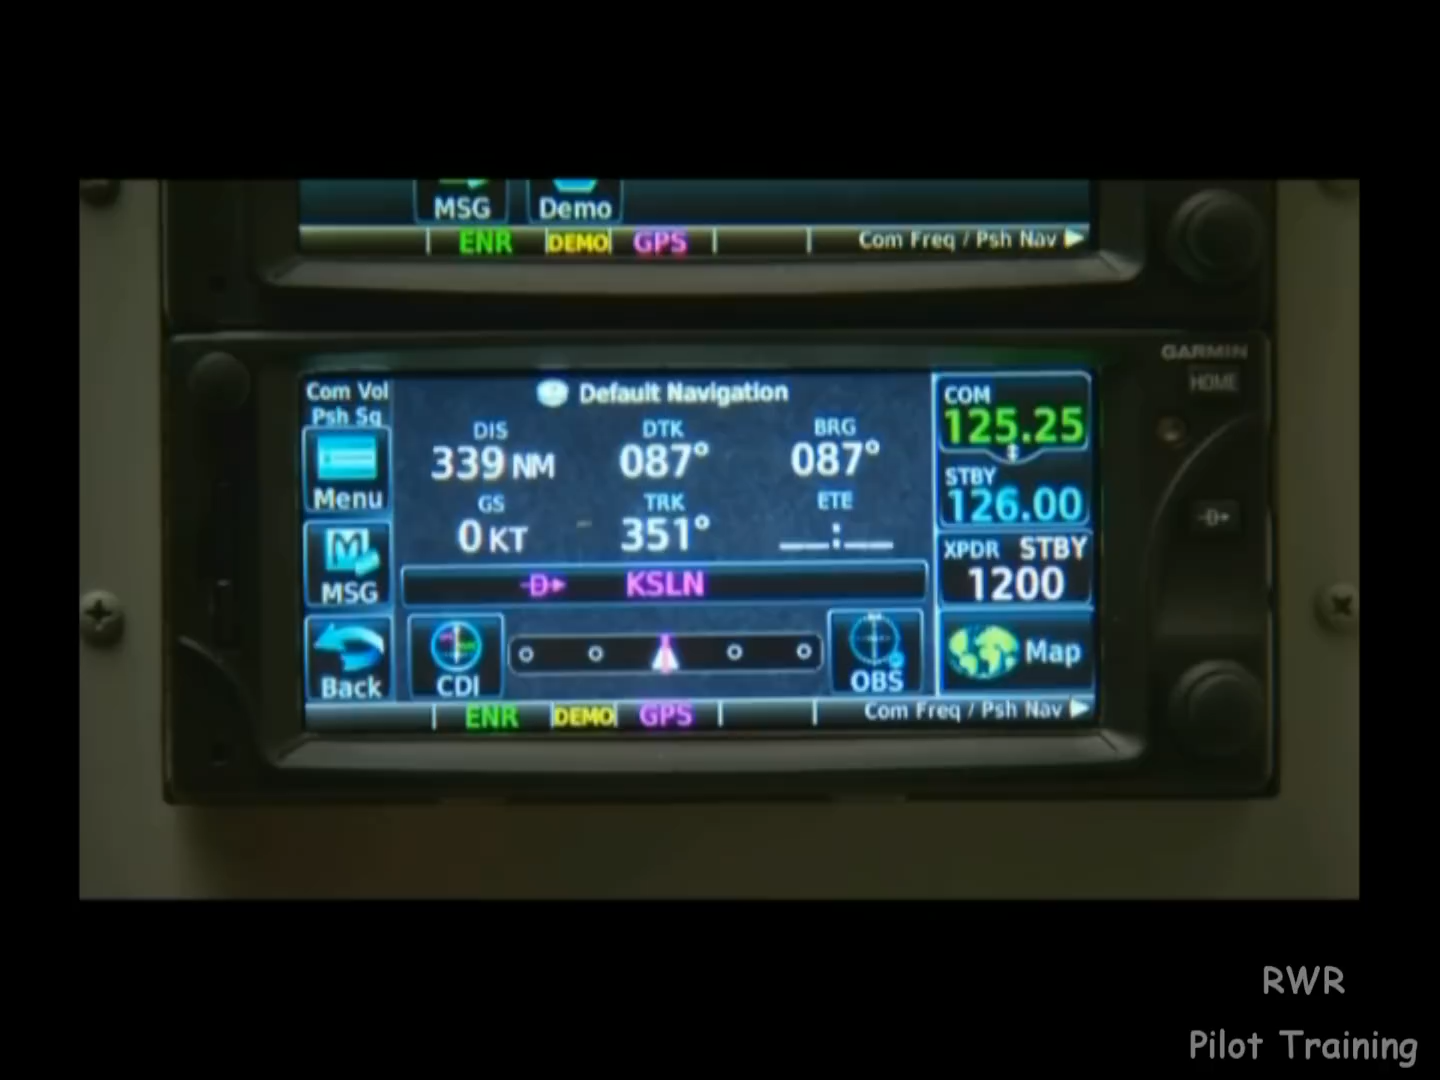 MSG Demo
ENR DEMO GPS Com Freq / Psh Nav
GARMIN
HOME
Com Vol
Psh Sq
Default Navigation
DIS DTK BRG
339 NM 087° 087°
GS TRK ETE
0 KT 351° __:__
Menu
MSG
Back
D KSLN
CDI
OBS
COM
125.25
STBY
126.00
XPDR STBY
1200
Map
ENR DEMO GPS Com Freq / Psh Nav
D
RWR
Pilot Training